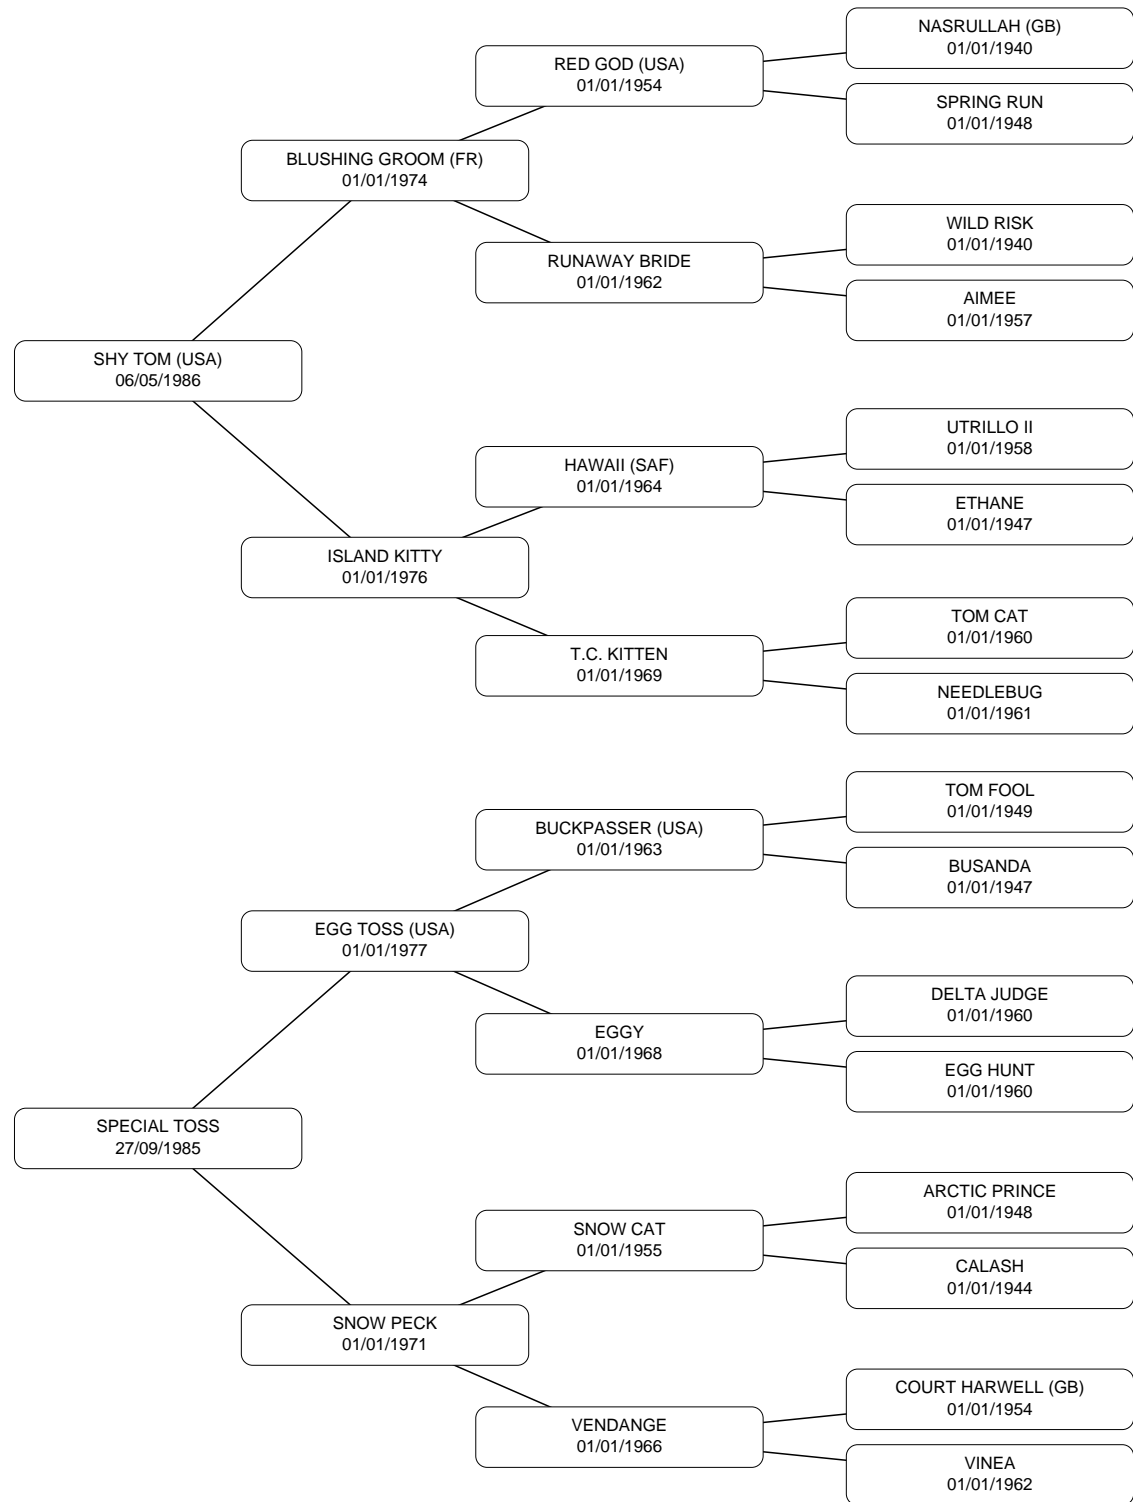 NASRULLAH (GB)
01/01/1940
RED GOD (USA)
01/01/1954
SPRING RUN
01/01/1948
BLUSHING GROOM (FR)
01/01/1974
WILD RISK
01/01/1940
RUNAWAY BRIDE
01/01/1962
AIMEE
01/01/1957
SHY TOM (USA)
06/05/1986
UTRILLO II
01/01/1958
HAWAII (SAF)
01/01/1964
ETHANE
01/01/1947
ISLAND KITTY
01/01/1976
TOM CAT
01/01/1960
T.C. KITTEN
01/01/1969
NEEDLEBUG
01/01/1961
TOM FOOL
01/01/1949
BUCKPASSER (USA)
01/01/1963
BUSANDA
01/01/1947
EGG TOSS (USA)
01/01/1977
DELTA JUDGE
01/01/1960
EGGY
01/01/1968
EGG HUNT
01/01/1960
SPECIAL TOSS
27/09/1985
ARCTIC PRINCE
01/01/1948
SNOW CAT
01/01/1955
CALASH
01/01/1944
SNOW PECK
01/01/1971
COURT HARWELL (GB)
01/01/1954
VENDANGE
01/01/1966
VINEA
01/01/1962